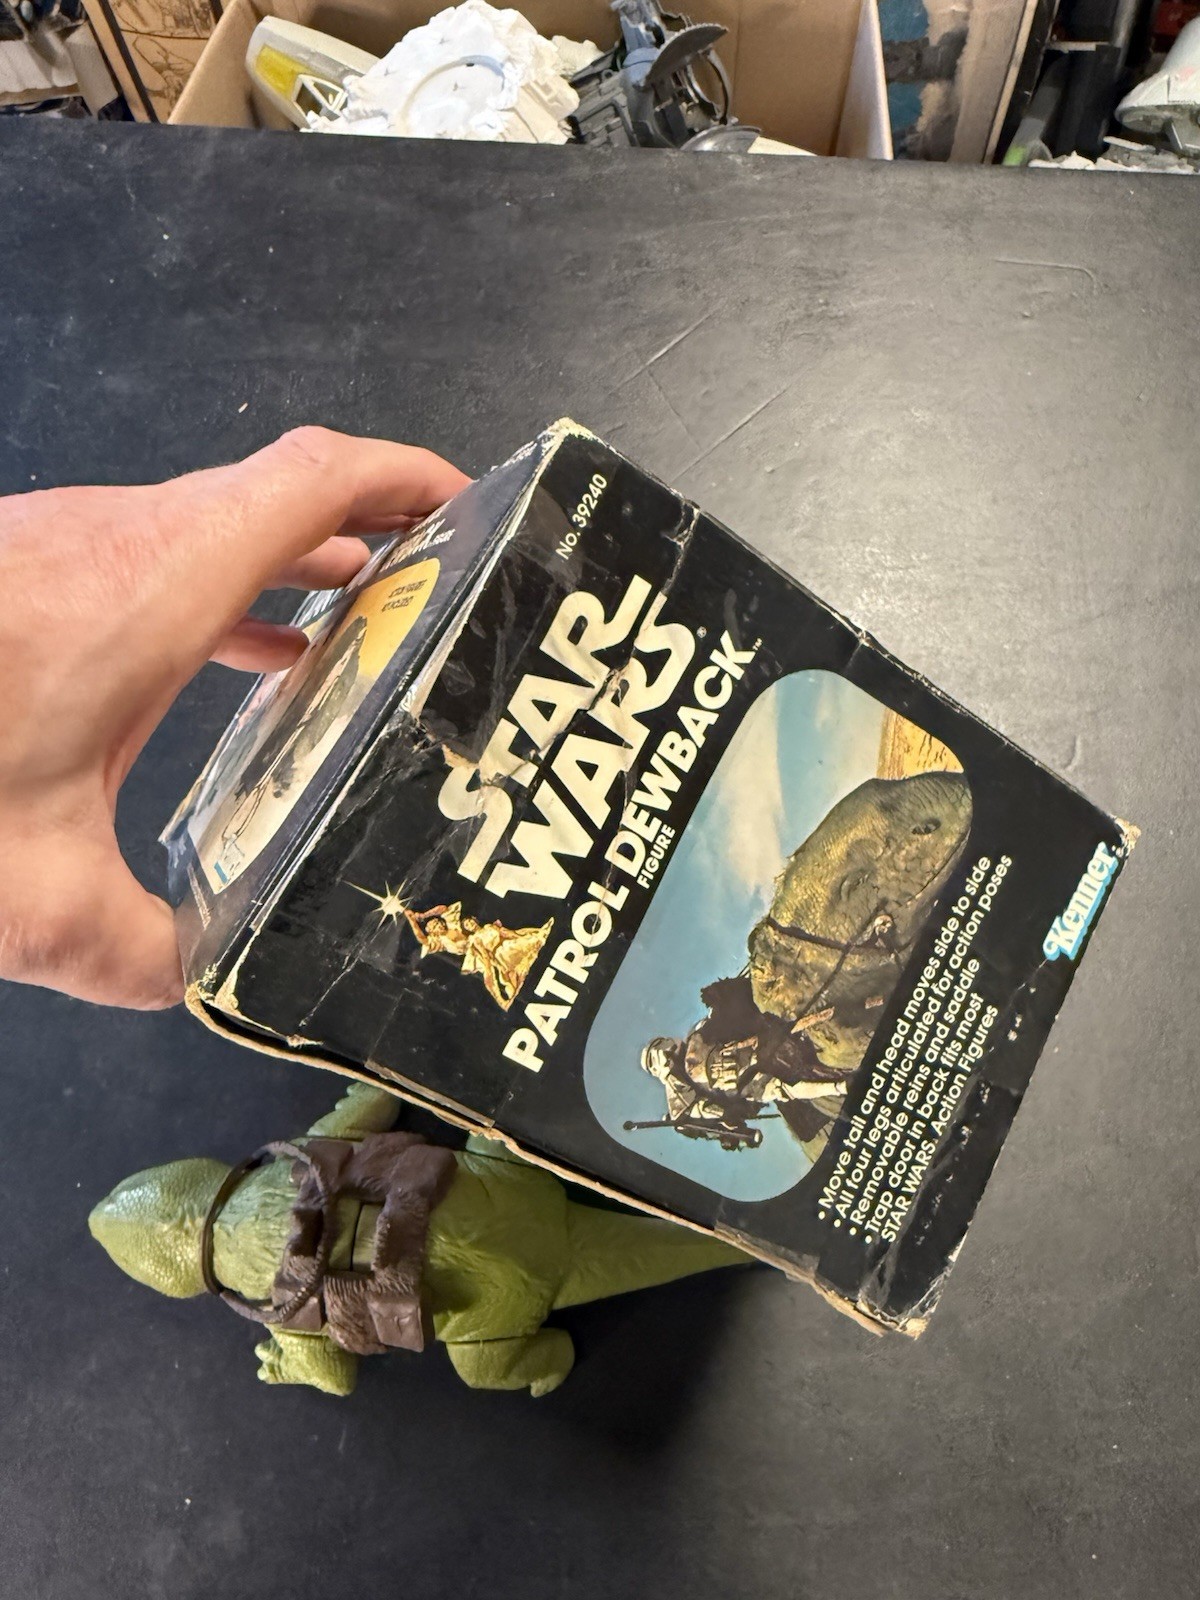 No. 39240
STAR
WARS®
PATROL DEWBACK™
FIGURE
• Move tail and head moves side to side
• All four legs articulated for action poses
• Removable reins and saddle
• Trap door in back fits most
STAR WARS Action Figures
Kenner